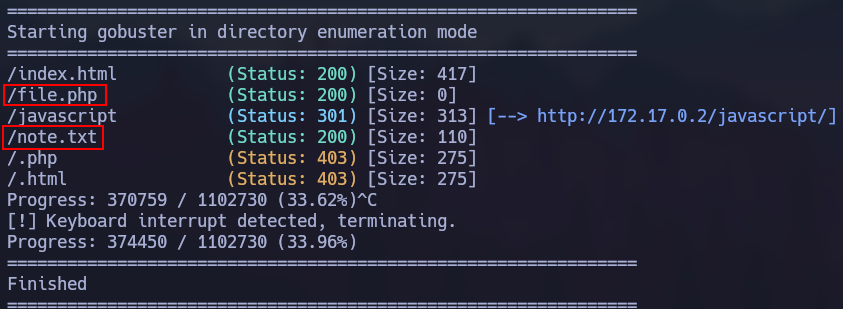 ===============================================================
Starting gobuster in directory enumeration mode
===============================================================
/index.html (Status: 200) [Size: 417]
/file.php (Status: 200) [Size: 0]
/javascript (Status: 301) [Size: 313] [--> http://172.17.0.2/javascript/]
/note.txt (Status: 200) [Size: 110]
/.php (Status: 403) [Size: 275]
/.html (Status: 403) [Size: 275]
Progress: 370759 / 1102730 (33.62%)^C
[!] Keyboard interrupt detected, terminating.
Progress: 374450 / 1102730 (33.96%)
===============================================================
Finished
===============================================================